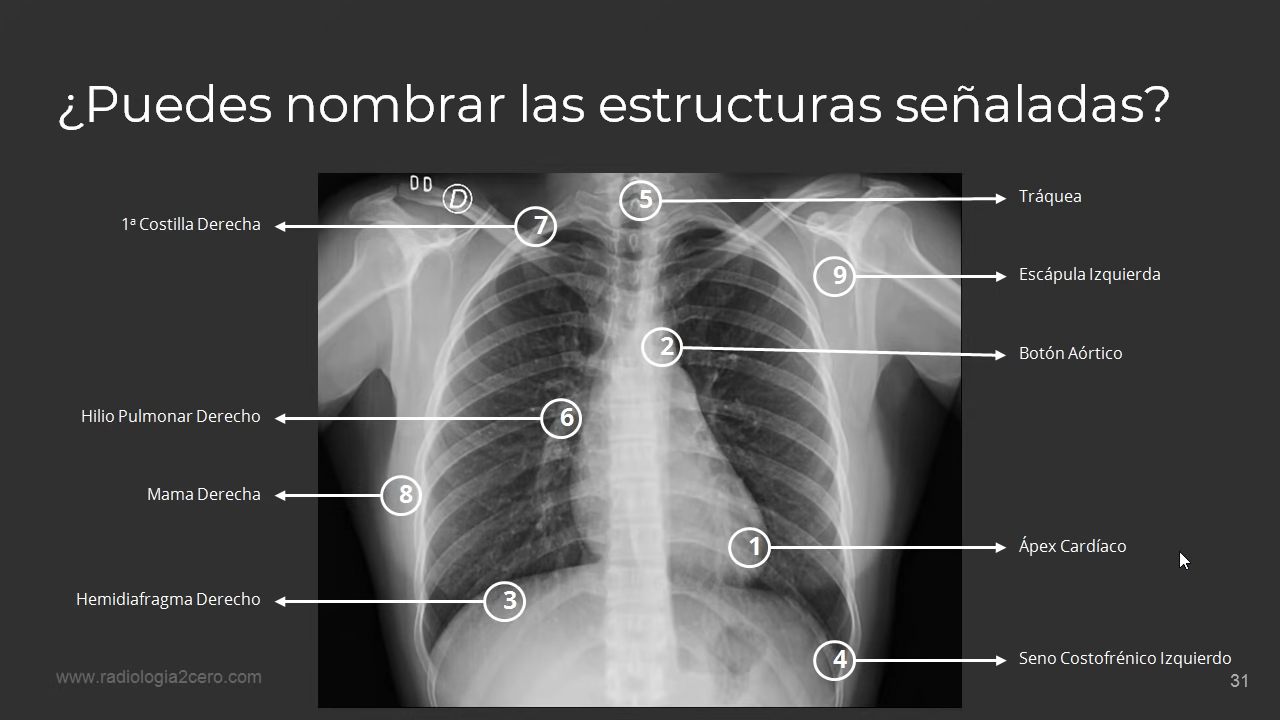 ¿Puedes nombrar las estructuras señaladas?
D D
D
5
Tráquea
1ª Costilla Derecha
7
9
Escápula Izquierda
2
Botón Aórtico
Hilio Pulmonar Derecho
6
Mama Derecha
8
1
Ápex Cardíaco
Hemidiafragma Derecho
3
4
Seno Costofrénico Izquierdo
www.radiologia2cero.com
31